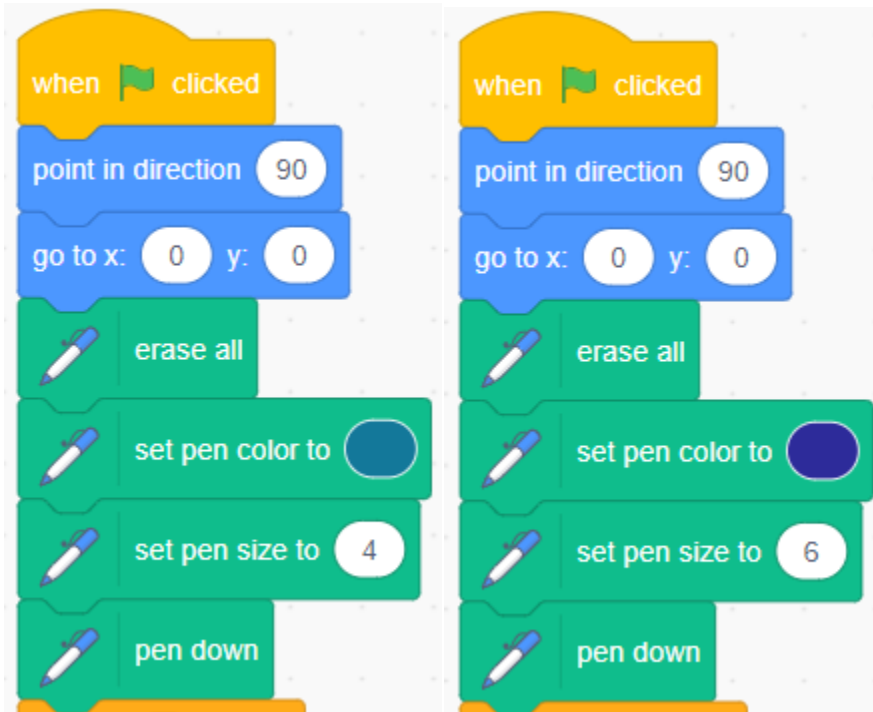 when clicked
point in direction 90
go to x: 0 y: 0
erase all
set pen color to
set pen size to 4
pen down
when clicked
point in direction 90
go to x: 0 y: 0
erase all
set pen color to
set pen size to 6
pen down